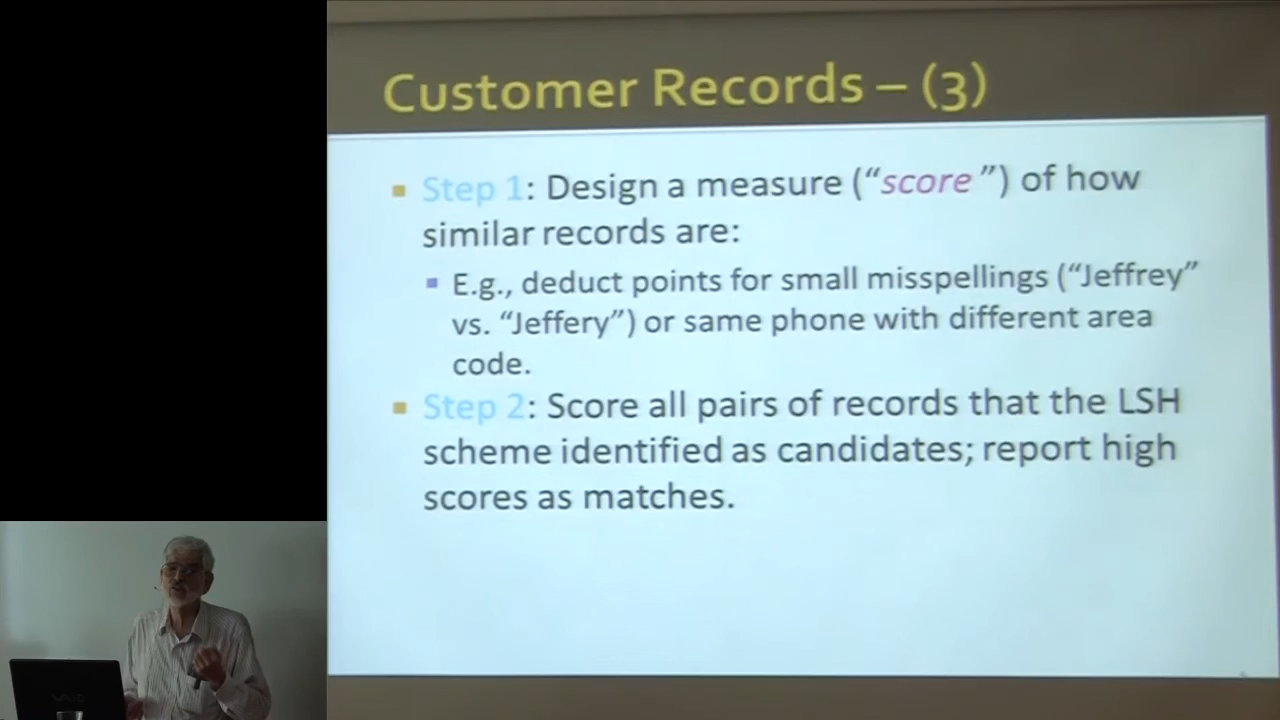 Customer Records – (3)
Step 1: Design a measure (“score”) of how
similar records are:
E.g., deduct points for small misspellings (“Jeffrey”
vs. “Jeffery”) or same phone with different area
code.
Step 2: Score all pairs of records that the LSH
scheme identified as candidates; report high
scores as matches.
VAIO